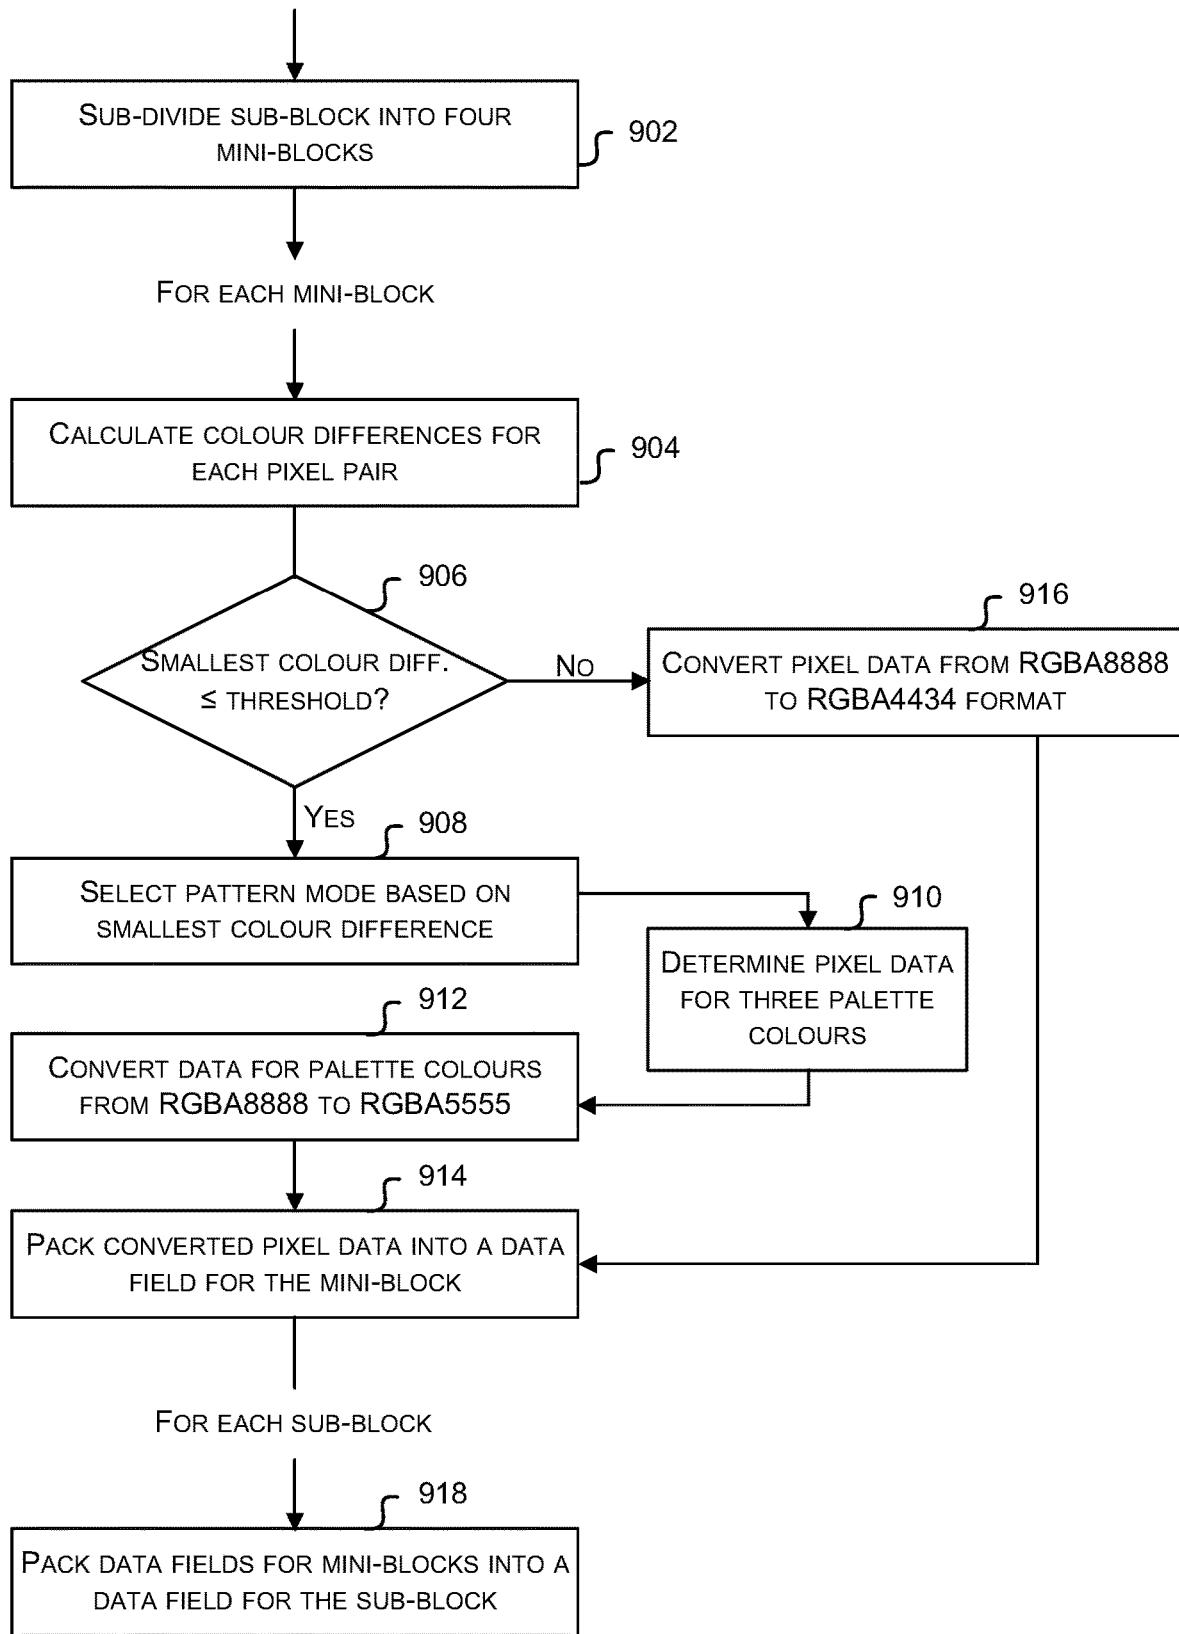 SUB-DIVIDE SUB-BLOCK INTO FOUR
MINI-BLOCKS
902
FOR EACH MINI-BLOCK
CALCULATE COLOUR DIFFERENCES FOR
EACH PIXEL PAIR
904
906
SMALLEST COLOUR DIFF.
≤ THRESHOLD?
NO
916
CONVERT PIXEL DATA FROM RGBA8888
TO RGBA4434 FORMAT
YES
908
SELECT PATTERN MODE BASED ON
SMALLEST COLOUR DIFFERENCE
910
DETERMINE PIXEL DATA
FOR THREE PALETTE
COLOURS
912
CONVERT DATA FOR PALETTE COLOURS
FROM RGBA8888 TO RGBA5555
914
PACK CONVERTED PIXEL DATA INTO A DATA
FIELD FOR THE MINI-BLOCK
FOR EACH SUB-BLOCK
918
PACK DATA FIELDS FOR MINI-BLOCKS INTO A
DATA FIELD FOR THE SUB-BLOCK